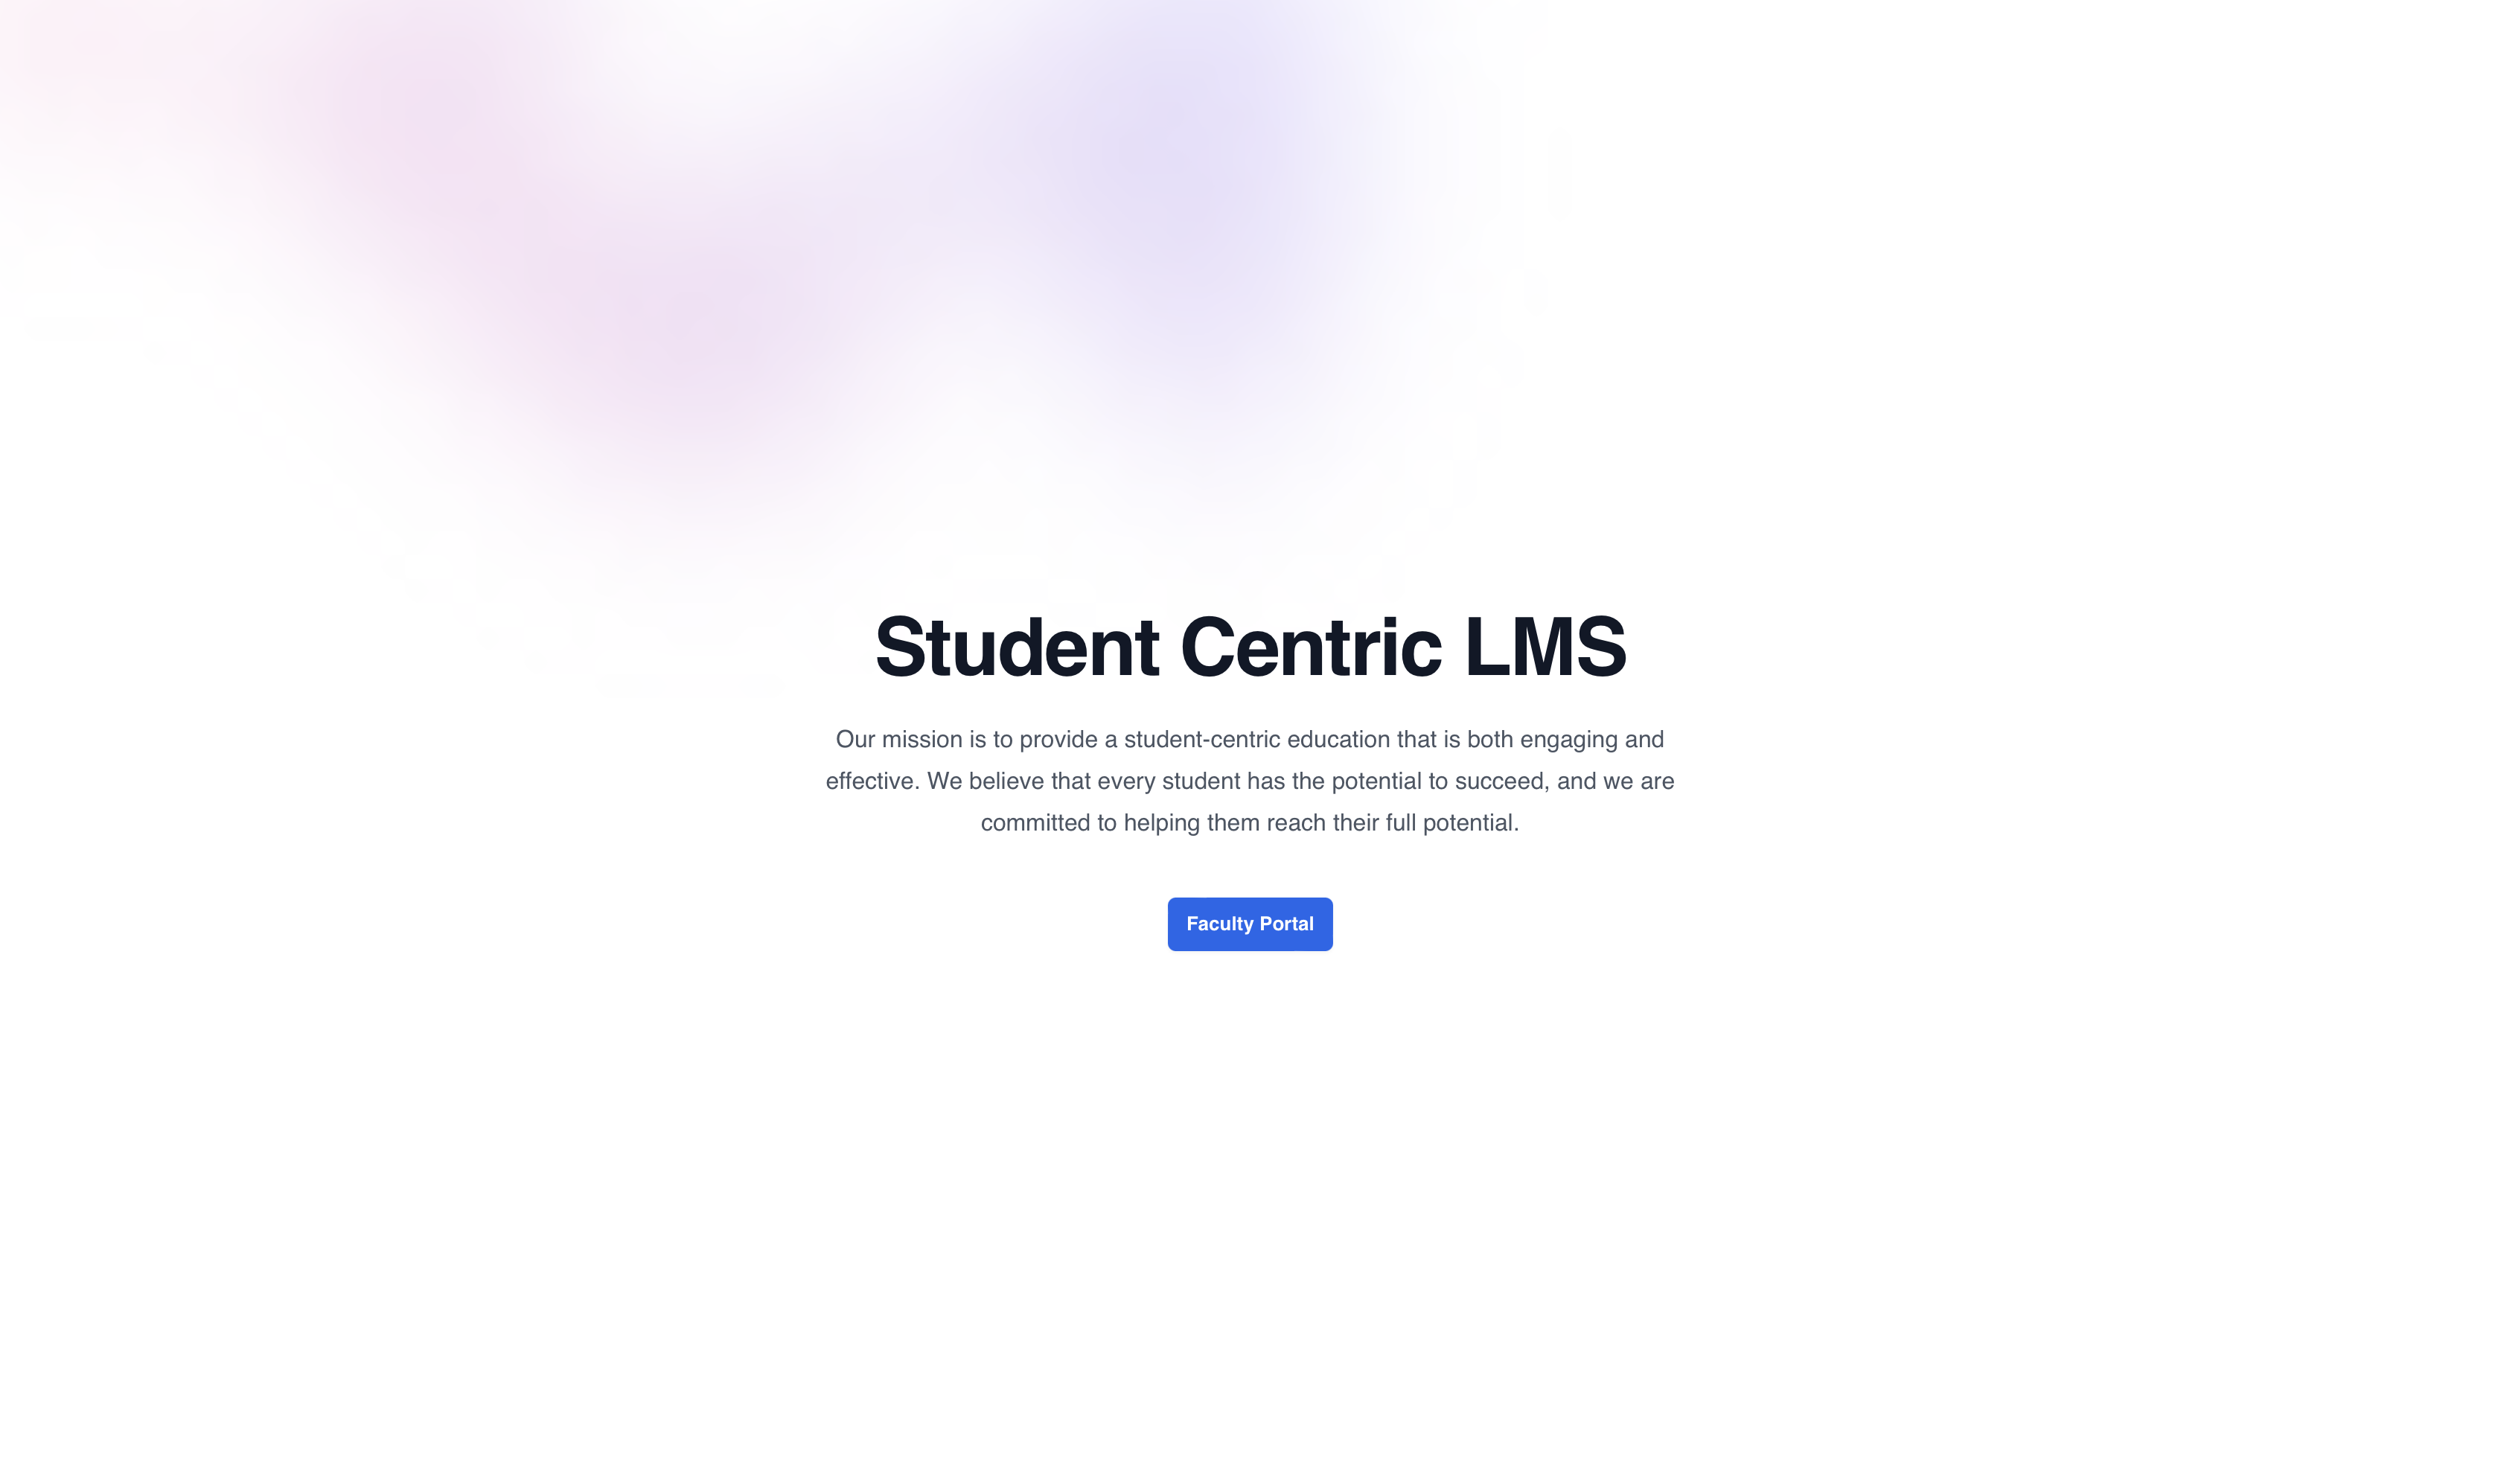 Student Centric LMS
Our mission is to provide a student-centric education that is both engaging and
effective. We believe that every student has the potential to succeed, and we are
committed to helping them reach their full potential.
Faculty Portal